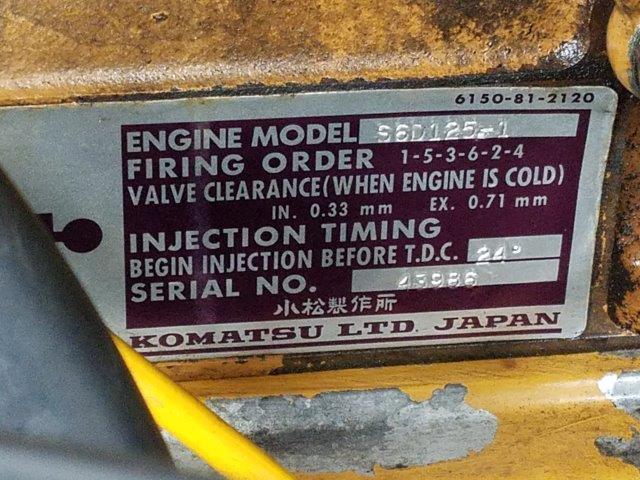 6150-81-2120
ENGINE MODEL S6D125-1
FIRING ORDER 1-5-3-6-2-4
VALVE CLEARANCE(WHEN ENGINE IS COLD)
IN. 0.33 mm EX. 0.71 mm
INJECTION TIMING
BEGIN INJECTION BEFORE T.D.C. 24°
SERIAL NO. 43986
小松製作所
KOMATSU LTD. JAPAN